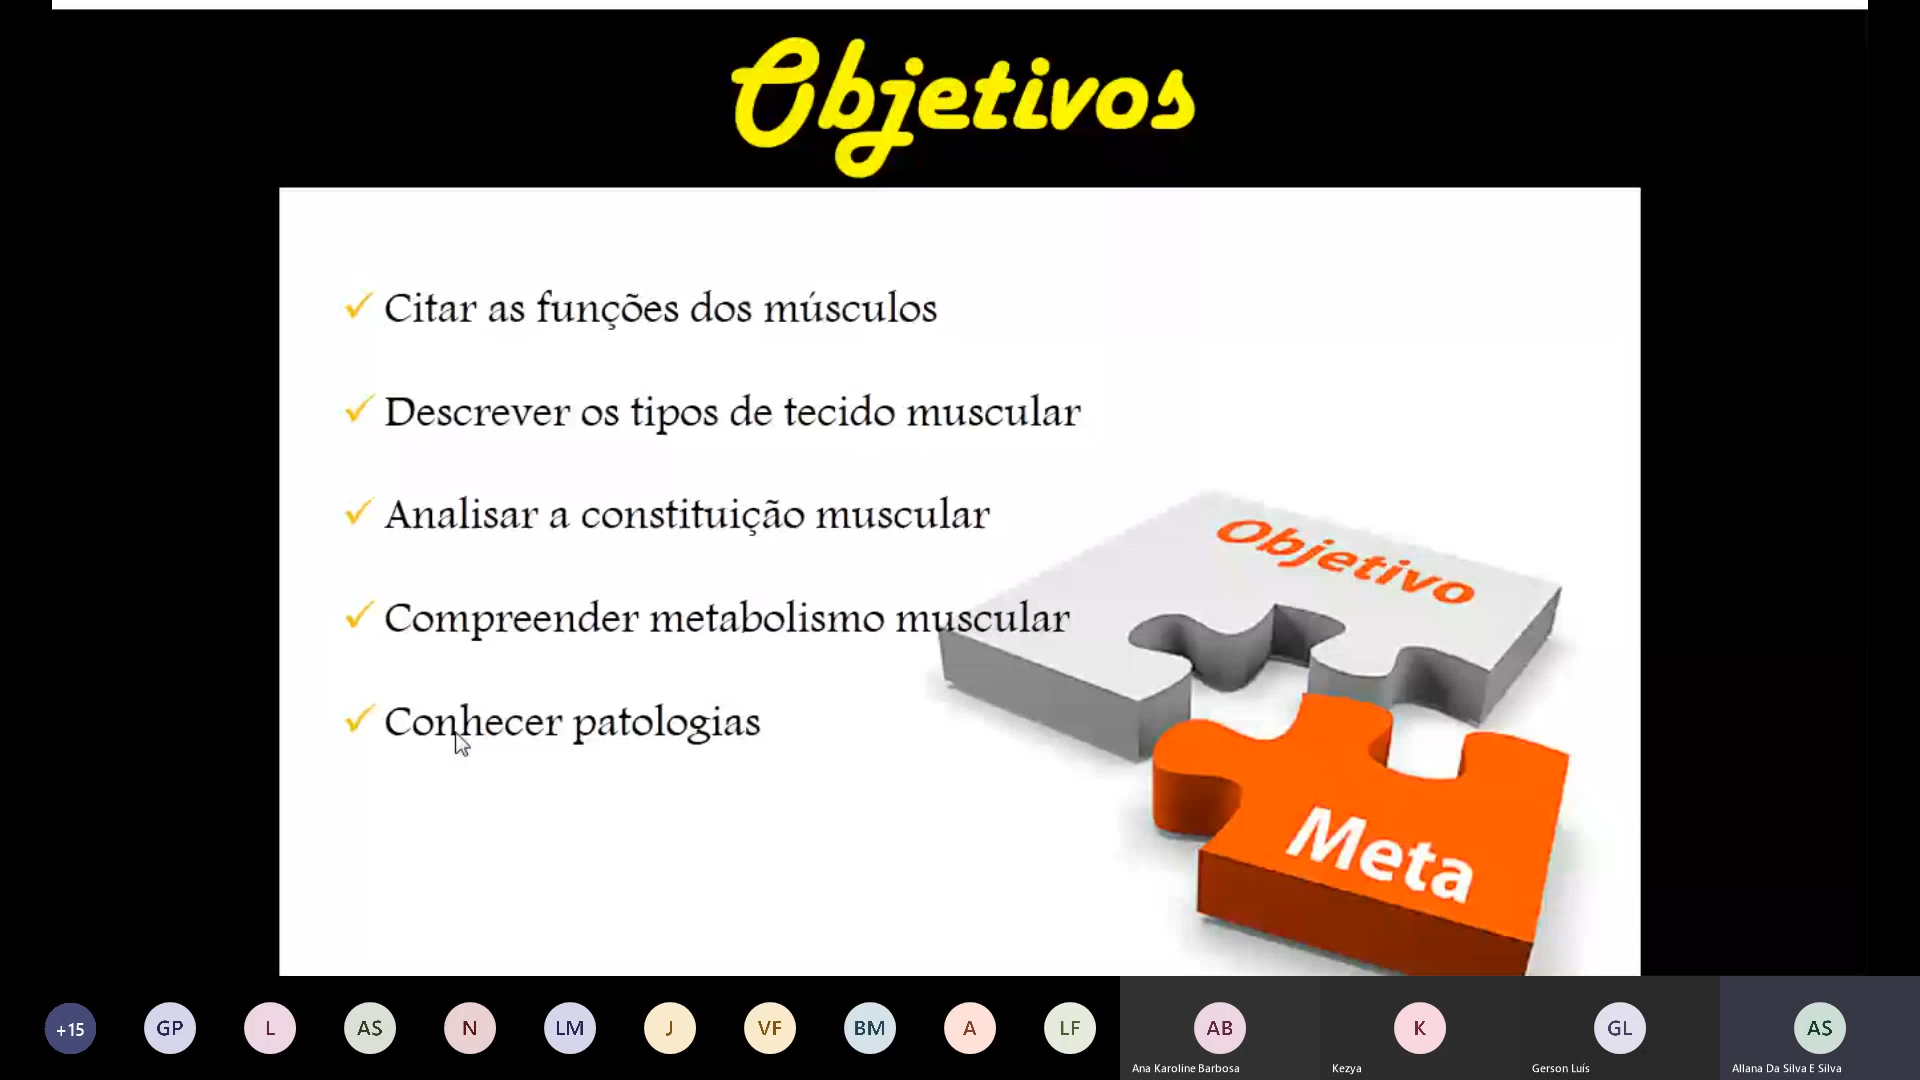 Objetivos
Citar as funções dos músculos
Descrever os tipos de tecido muscular
Analisar a constituição muscular
Compreender metabolismo muscular
Conhecer patologias
Objetivo
Meta
+15
GP
L
AS
N
LM
J
VF
BM
A
LF
AB
K
GL
AS
Ana Karoline Barbosa
Kezya
Gerson Luís
Allana Da Silva E Silva